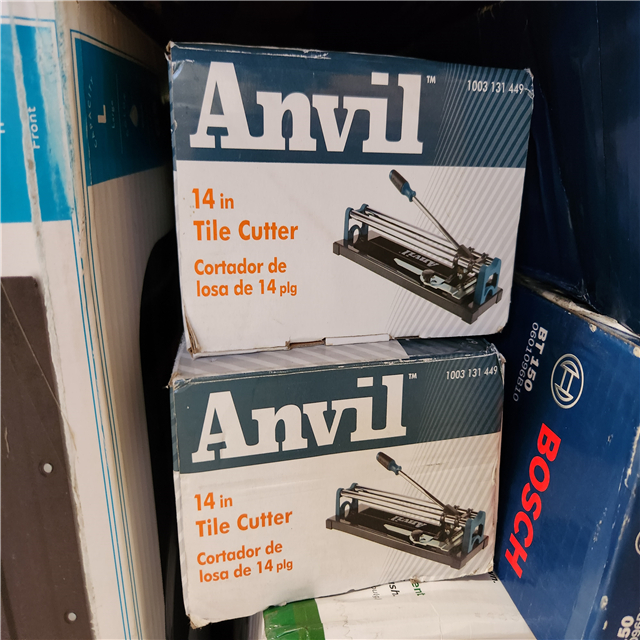 Front
L
Anvil™
1003 131 449
14 in
Tile Cutter
Cortador de
losa de 14 plg
Anvil™
1003 131 449
14 in
Tile Cutter
Cortador de
losa de 14 plg
BT 150
0601096B10
BOSCH